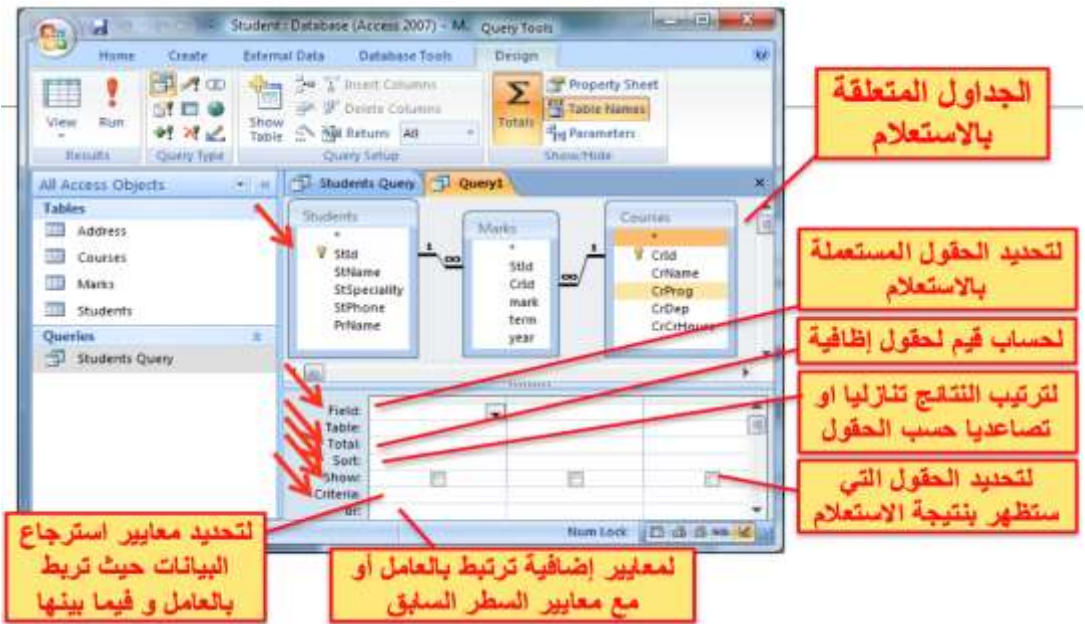 Student : Database (Access 2007) - M... Query Tools
Home Create External Data Database Tools Design
View Run
Results
Query Type
Show Table
Insert Columns
Delete Columns
Return: All
Query Setup
Totals
Property Sheet
Table Names
Parameters
Show/Hide
All Access Objects
Tables
Address
Courses
Marks
Students
Queries
Students Query
Students Query Query1
Students
*
StId
StName
StSpeciality
StPhone
PrName
1 ∞
Marks
*
StId
CrId
mark
term
year
∞ 1
Courses
*
CrId
CrName
CrProg
CrDep
CrCrHours
Field:
Table:
Total:
Sort:
Show:
Criteria:
or:
Num Lock
الجداول المتعلقة
بالاستعلام
لتحديد الحقول المستعملة
بالاستعلام
لحساب قيم لحقول إظافية
لترتيب النتائج تنازليا او
تصاعديا حسب الحقول
لتحديد الحقول التي
ستظهر بنتيجة الاستعلام
لمعايير إضافية ترتبط بالعامل أو
مع معايير السطر السابق
لتحديد معايير استرجاع
البيانات حيث تربط
بالعامل و فيما بينها